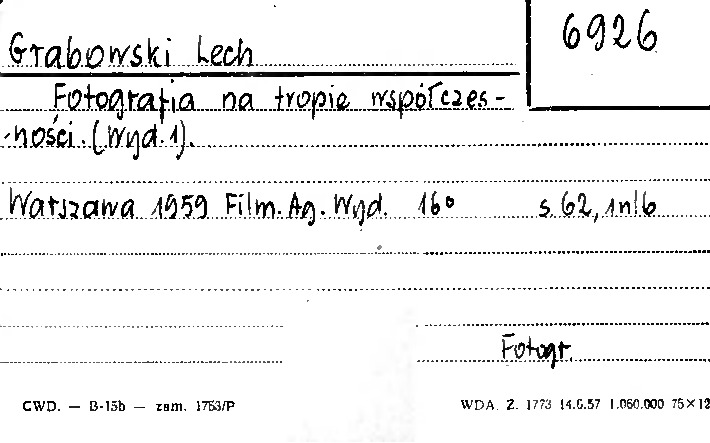 6926
Grabowski Lech
Fotografia na tropie współczes-
-ności. (Wyd. 1).
Warszawa 1959 Film. Ag. Wyd. 16° s. 62, 1 nlb
Fotogr.
CWD. — B-15b — zam. 1753/P
WDA. Z. 1773 14.6.57 1.060.000 75×12